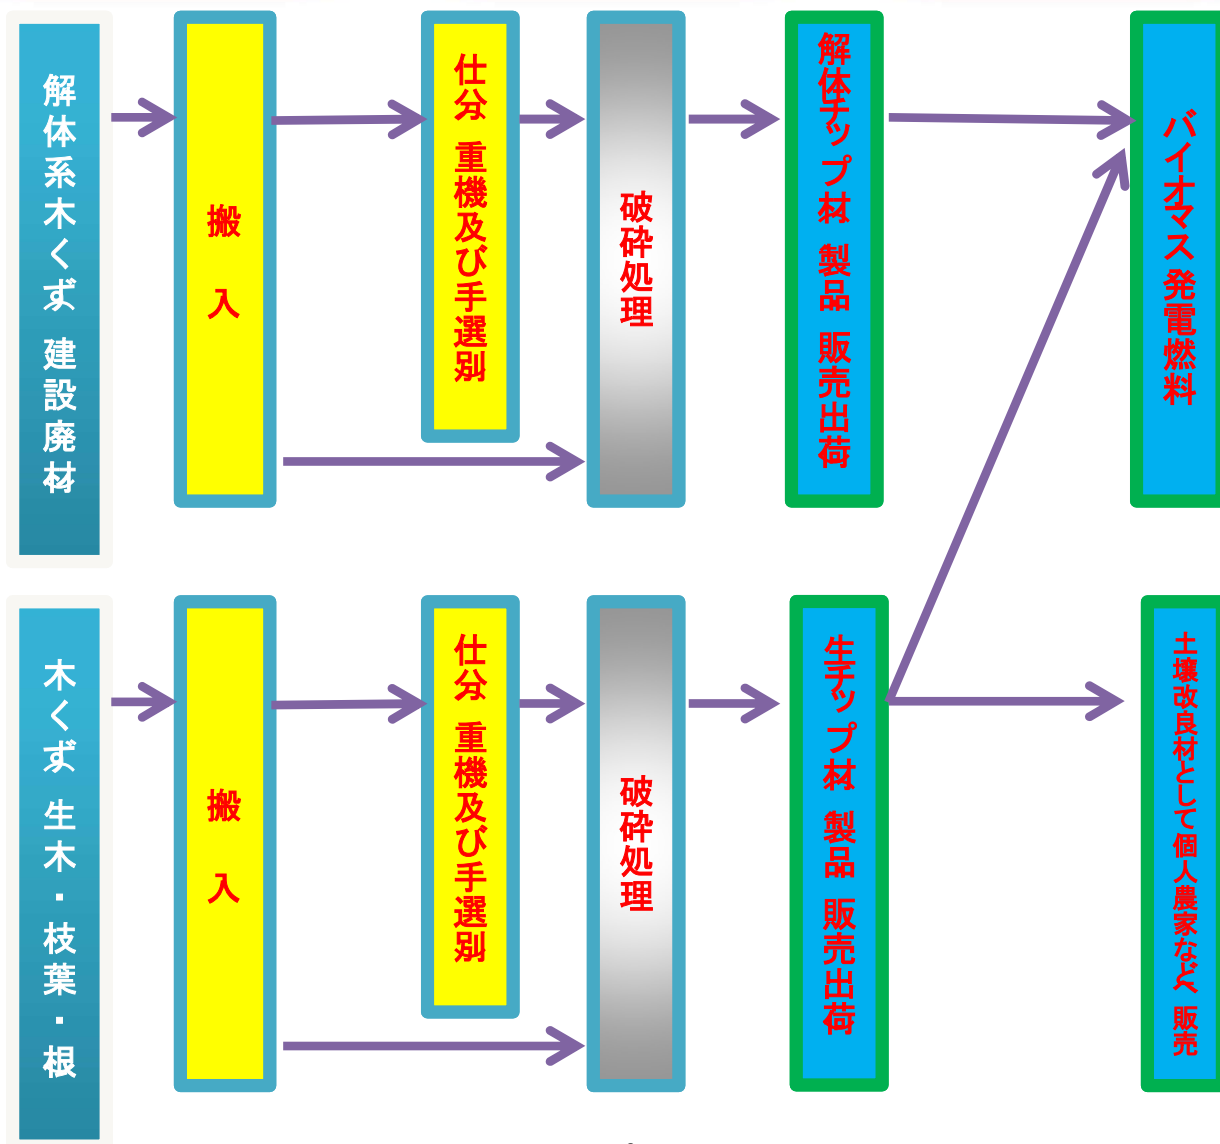 解体系木くず 建設廃材
搬 入
仕分 重機及び手選別
破砕処理
解体チップ材 製品 販売出荷
バイオマス発電燃料
木くず 生木・枝葉・根
搬 入
仕分 重機及び手選別
破砕処理
生チップ材 製品 販売出荷
土壌改良材として個人農家などへ 販売